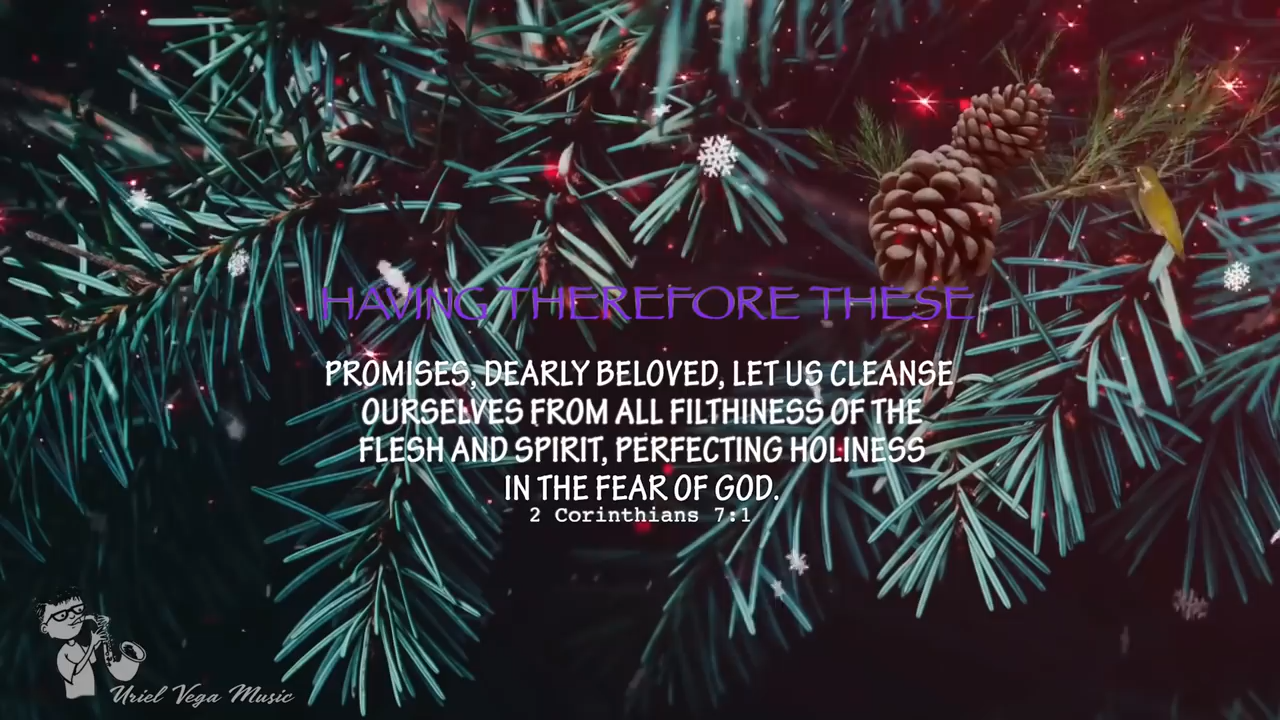 HAVING THEREFORE THESE
PROMISES, DEARLY BELOVED, LET US CLEANSE
OURSELVES FROM ALL FILTHINESS OF THE
FLESH AND SPIRIT, PERFECTING HOLINESS
IN THE FEAR OF GOD.
2 Corinthians 7:1
Uriel Vega Music